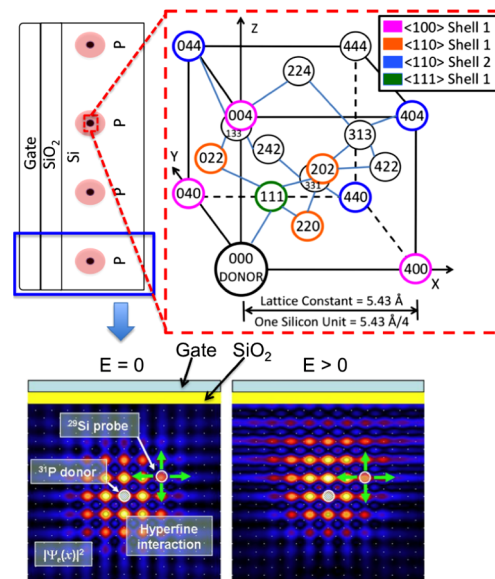 Gate
SiO2
Si
P
P
P
P
<100> Shell 1
<110> Shell 1
<110> Shell 2
<111> Shell 1
Z
Y
X
044
444
224
004
133
404
313
022
242
202
422
331
040
111
440
220
000
DONOR
400
Lattice Constant = 5.43 Å
One Silicon Unit = 5.43 Å/4
E = 0
Gate
SiO2
E > 0
29Si probe
31P donor
Hyperfine
interaction
|Ψe(x)|2